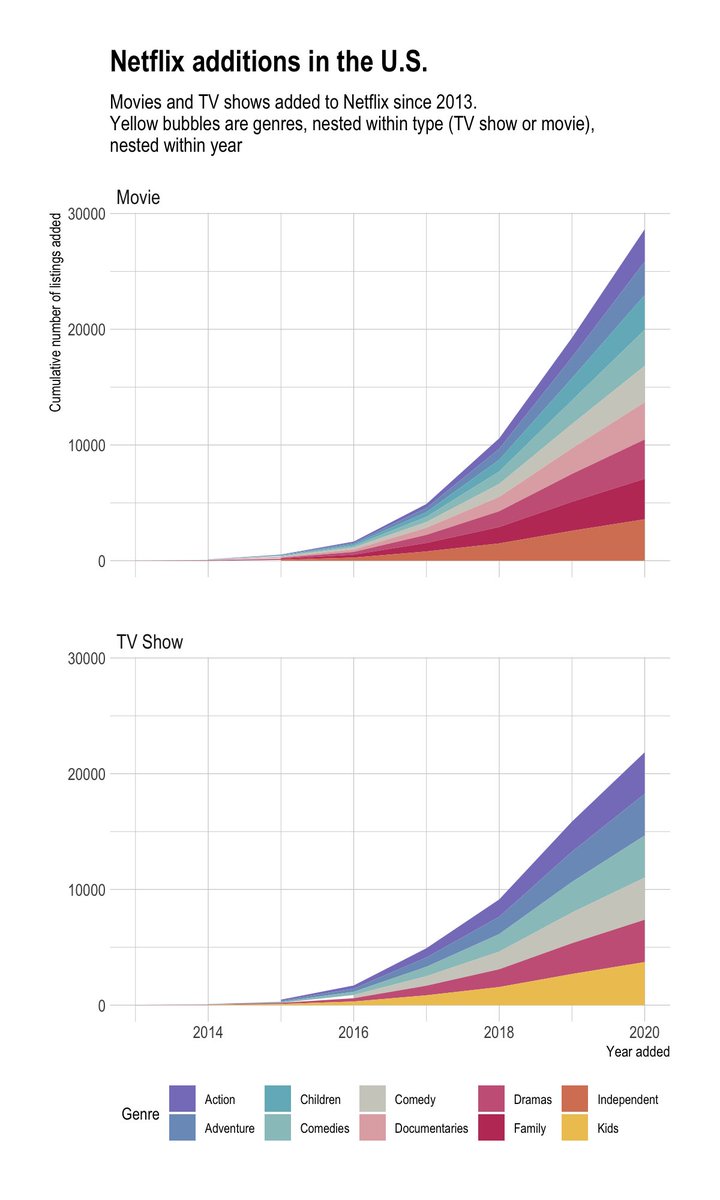 Netflix additions in the U.S.
Movies and TV shows added to Netflix since 2013.
Yellow bubbles are genres, nested within type (TV show or movie),
nested within year
Movie
Cumulative number of listings added
30000
20000
10000
0
TV Show
30000
20000
10000
0
2014 2016 2018 2020
Year added
Genre
Action Children Comedy Dramas Independent
Adventure Comedies Documentaries Family Kids